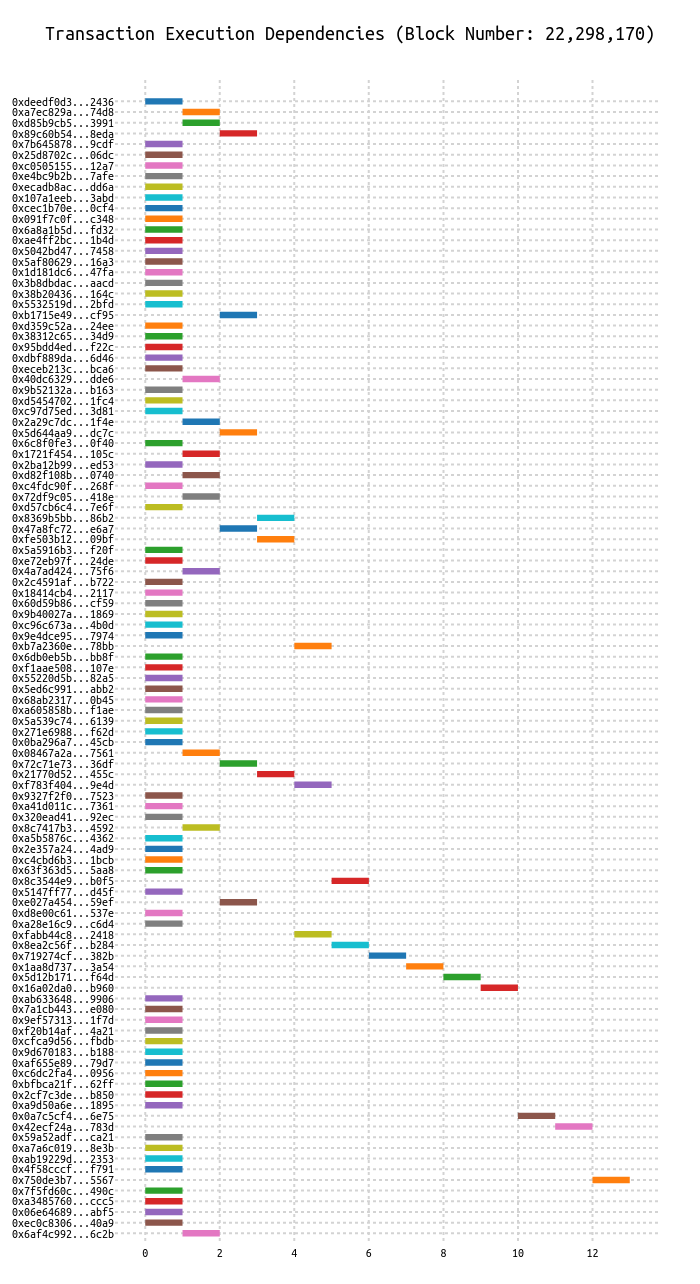 Transaction Execution Dependencies (Block Number: 22,298,170)
0xdeedf0d3...2436
0xa7ec829a...74d8
0xd85b9cb5...3991
0x89c60b54...8eda
0x7b645878...9cdf
0x25d8702c...06dc
0xc0505155...12a7
0xe4bc9b2b...7afe
0xecadb8ac...dd6a
0x107a1eeb...3abd
0xcec1b70e...0cf4
0x091f7c0f...c348
0x6a8a1b5d...fd32
0xae4ff2bc...1b4d
0x5042bd47...7458
0x5af80629...16a3
0x1d181dc6...47fa
0x3b8dbdac...aacd
0x38b20436...164c
0x5532519d...2bfd
0xb1715e49...cf95
0xd359c52a...24ee
0x38312c65...34d9
0x95bdd4ed...f22c
0xdbf889da...6d46
0xeceb213c...bca6
0x40dc6329...dde6
0x9b52132a...b163
0xd5454702...1fc4
0xc97d75ed...3d81
0x2a29c7dc...1f4e
0x5d644aa9...dc7c
0x6c8f0fe3...0f40
0x1721f454...105c
0x2ba12b99...ed53
0xd82f108b...0740
0xc4fdc90f...268f
0x72df9c05...418e
0xd57cb6c4...7e6f
0x8369b5bb...86b2
0x47a8fc72...e6a7
0xfe503b12...09bf
0x5a5916b3...f20f
0xe72eb97f...24de
0x4a7ad424...75f6
0x2c4591af...b722
0x18414cb4...2117
0x60d59b86...cf59
0x9b40027a...1869
0xc96c673a...4b0d
0x9e4dce95...7974
0xb7a2360e...78bb
0x6db0eb5b...bb8f
0xf1aae508...107e
0x55220d5b...82a5
0x5ed6c991...abb2
0x68ab2317...0b45
0xa605858b...f1ae
0x5a539c74...6139
0x271e6988...f62d
0x0ba296a7...45cb
0x08467a2a...7561
0x72c71e73...36df
0x21770d52...455c
0xf783f404...9e4d
0x9327f2f0...7523
0xa41d011c...7361
0x320ead41...92ec
0x8c7417b3...4592
0xa5b5876c...4362
0x2e357a24...4ad9
0xc4cbd6b3...1bcb
0x63f363d5...5aa8
0x8c3544e9...b0f5
0x5147ff77...d45f
0xe027a454...59ef
0xd8e00c61...537e
0xa28e16c9...c6d4
0xfabb44c8...2418
0x8ea2c56f...b284
0x719274cf...382b
0x1aa8d737...3a54
0x5d12b171...f64d
0x16a02da0...b960
0xab633648...9906
0x7a1cb443...e080
0x9ef57313...1f7d
0xf20b14af...4a21
0xcfca9d56...fbdb
0x9d670183...b188
0xaf655e89...79d7
0xc6dc2fa4...0956
0xbfbca21f...62ff
0x2cf7c3de...b850
0xa9d50a6e...1895
0x0a7c5cf4...6e75
0x42ecf24a...783d
0x59a52adf...ca21
0xa7a6c019...8e3b
0xab19229d...2353
0x4f58cccf...f791
0x750de3b7...5567
0x7f5fd60c...490c
0xa3485760...ccc5
0x06e64689...abf5
0xec0c8306...40a9
0x6af4c992...6c2b
0 2 4 6 8 10 12